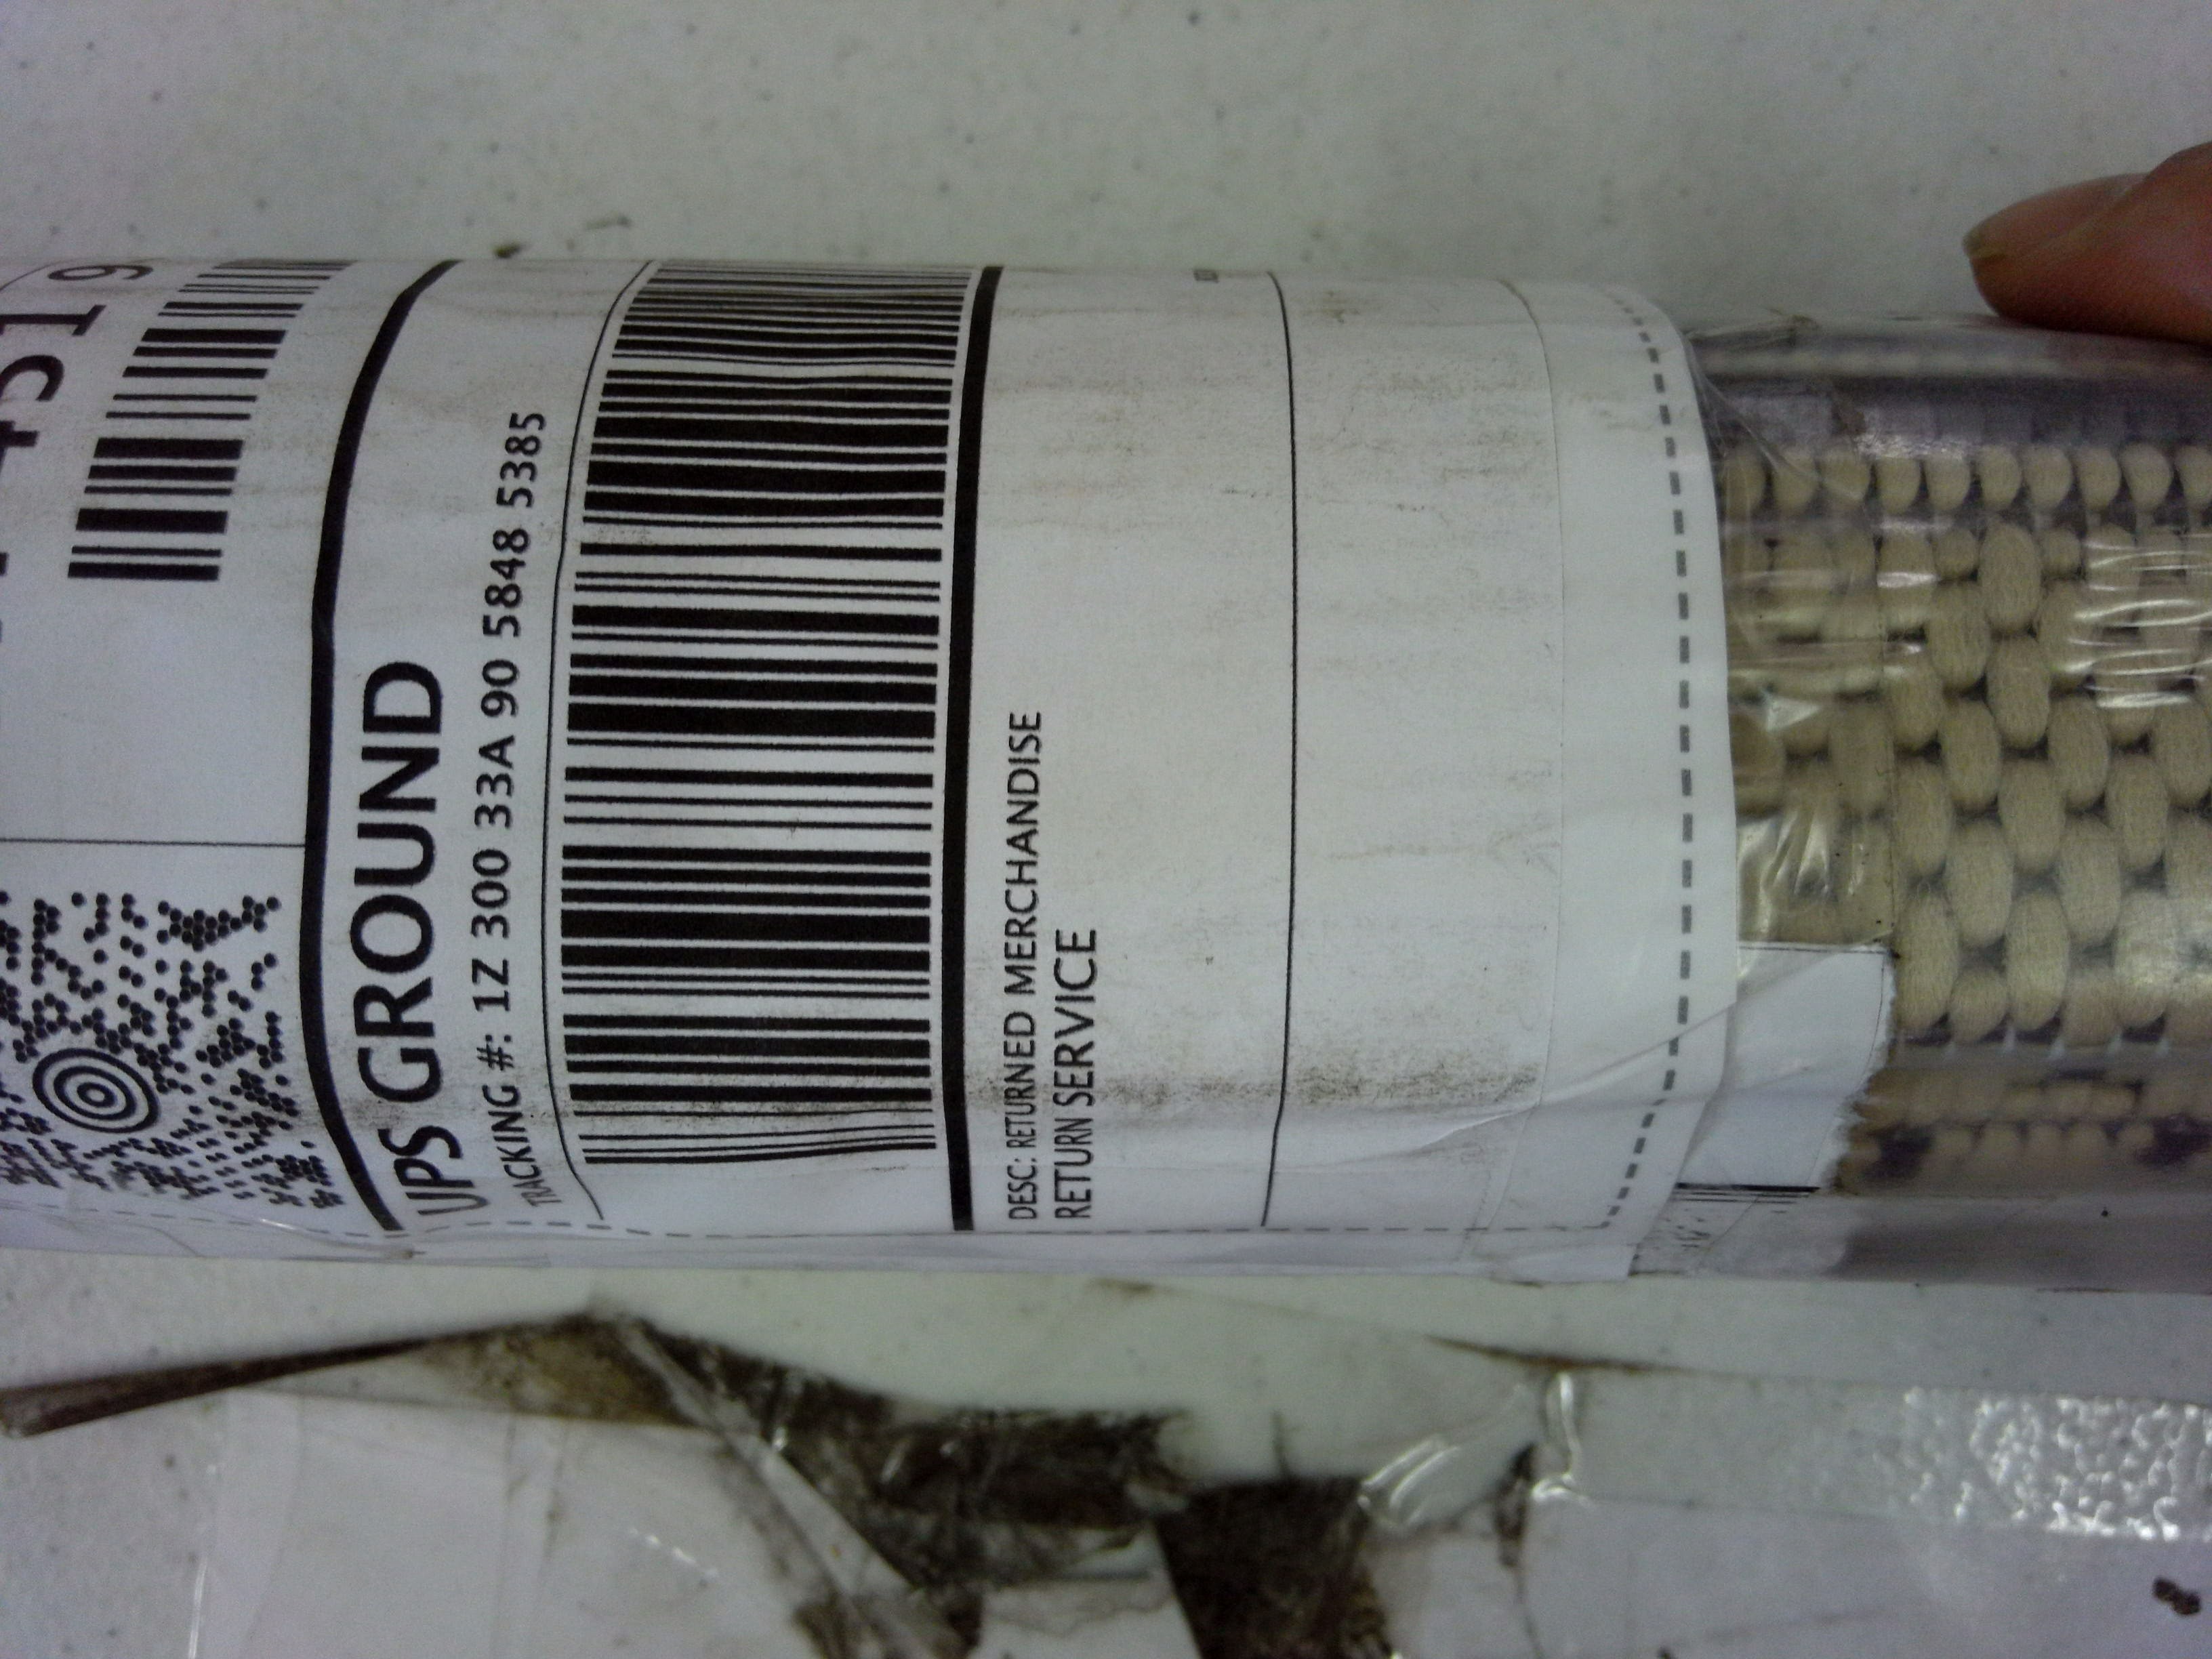 UPS GROUND
TRACKING #: 1Z 300 33A 90 5848 5385
DESC: RETURNED MERCHANDISE
RETURN SERVICE